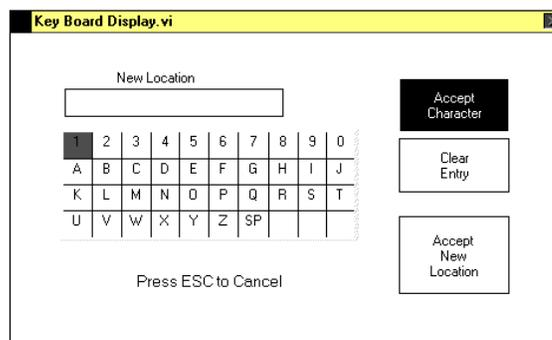 Key Board Display.vi
New Location
1 2 3 4 5 6 7 8 9 0
A B C D E F G H I J
K L M N O P Q R S T
U V W X Y Z SP
Press ESC to Cancel
Accept
Character
Clear
Entry
Accept
New
Location